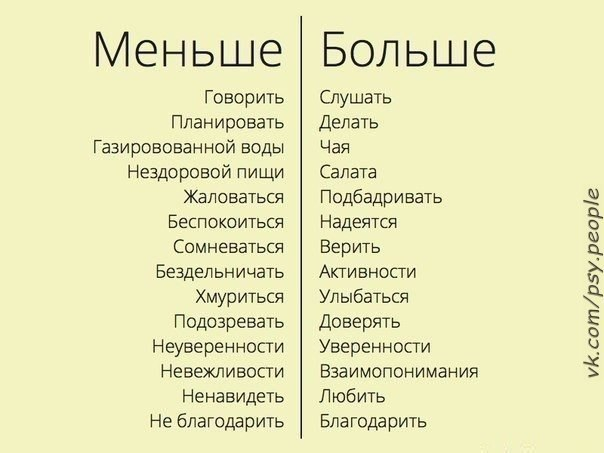 Меньше
Говорить
Планировать
Газировованной воды
Нездоровой пищи
Жаловаться
Беспокоиться
Сомневаться
Бездельничать
Хмуриться
Подозревать
Неуверенности
Невежливости
Ненавидеть
Не благодарить
Больше
Слушать
Делать
Чая
Салата
Подбадривать
Надеятся
Верить
Активности
Улыбаться
Доверять
Уверенности
Взаимопонимания
Любить
Благодарить
vk.com/psy.people